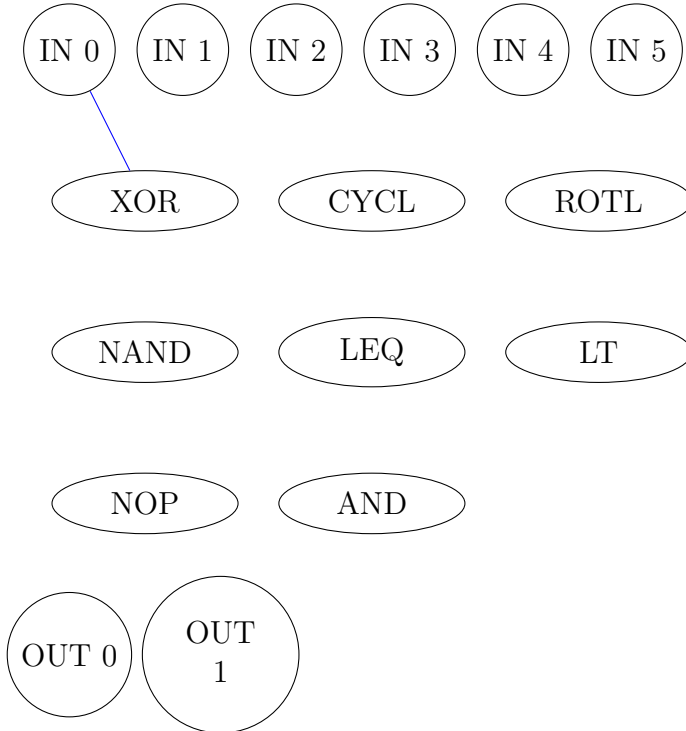 IN 0 IN 1 IN 2 IN 3 IN 4 IN 5
XOR CYCL ROTL
NAND LEQ LT
NOP AND
OUT 0 OUT
1